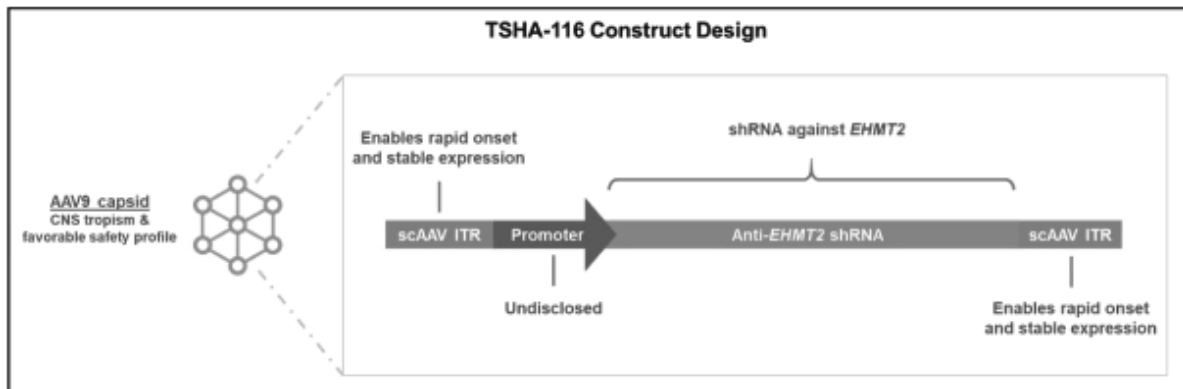 TSHA-116 Construct Design
shRNA against EHMT2
Enables rapid onset
and stable expression
AAV9 capsid
CNS tropism &
favorable safety profile
scAAV ITR
Promoter
Anti-EHMT2 shRNA
scAAV ITR
Undisclosed
Enables rapid onset
and stable expression